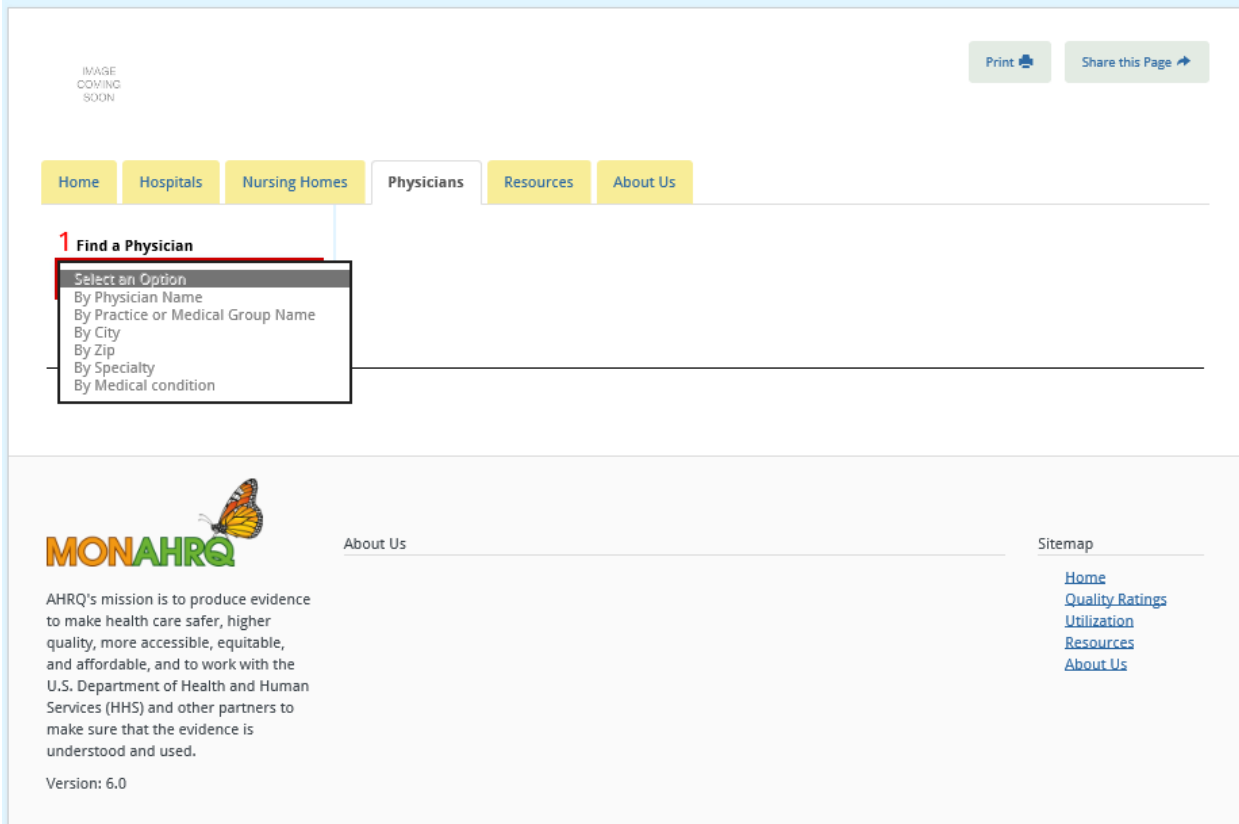 IMAGE
COMING
SOON
Print
Share this Page
Home Hospitals Nursing Homes Physicians Resources About Us
1 Find a Physician
Select an Option
By Physician Name
By Practice or Medical Group Name
By City
By Zip
By Specialty
By Medical condition
MONAHRQ
AHRQ's mission is to produce evidence
to make health care safer, higher
quality, more accessible, equitable,
and affordable, and to work with the
U.S. Department of Health and Human
Services (HHS) and other partners to
make sure that the evidence is
understood and used.
Version: 6.0
About Us
Sitemap
Home
Quality Ratings
Utilization
Resources
About Us